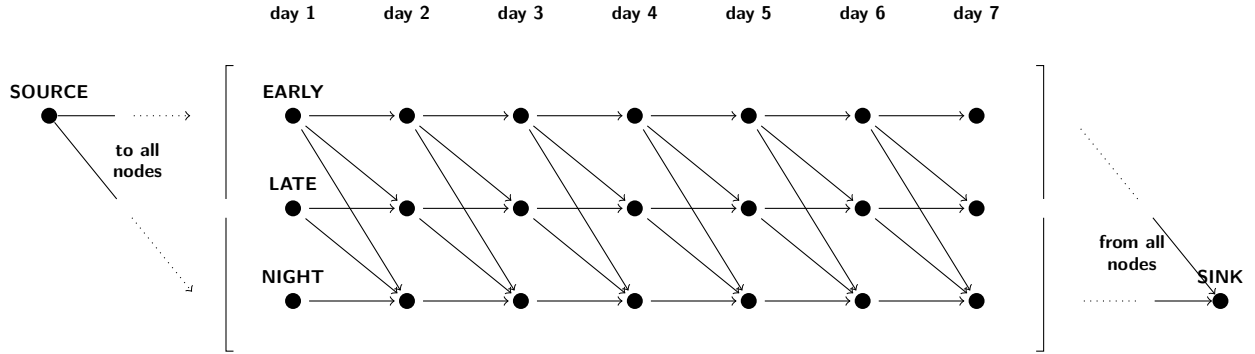 day 1 day 2 day 3 day 4 day 5 day 6 day 7
SOURCE
EARLY
to all
nodes
LATE
from all
nodes
NIGHT
SINK